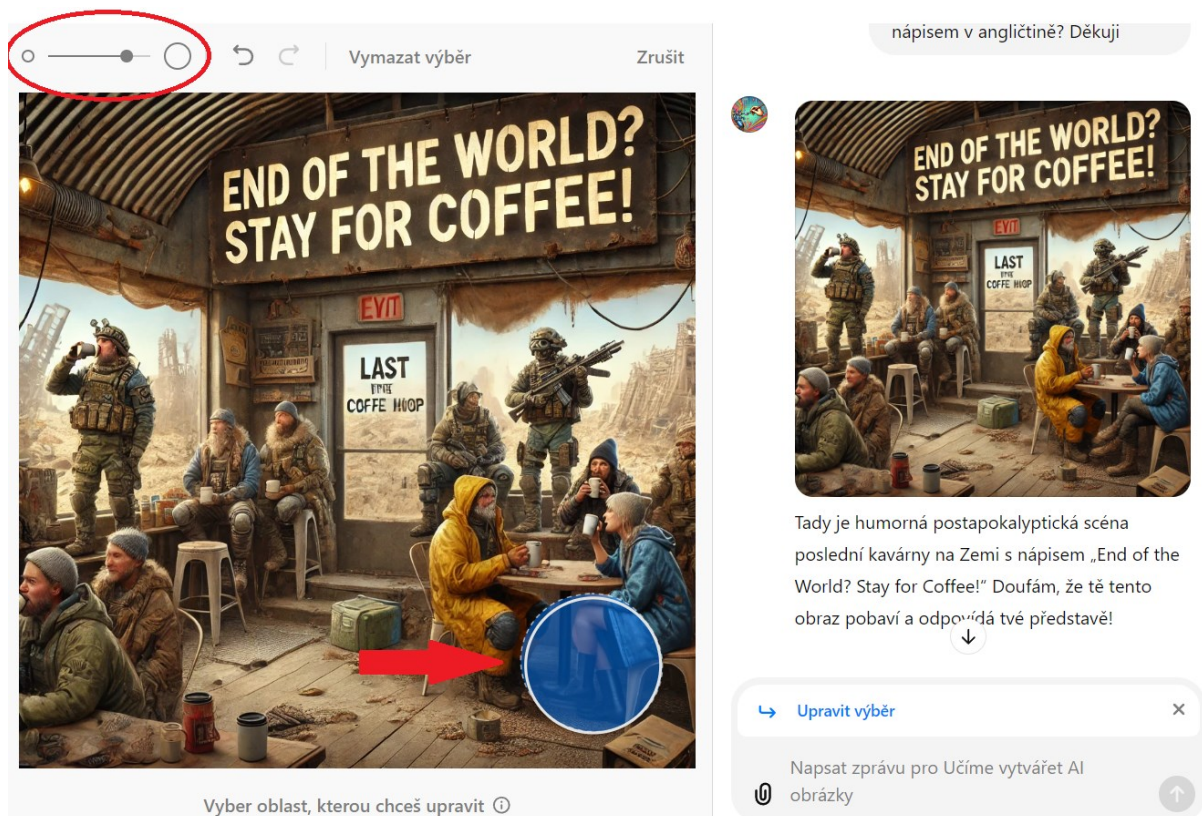 Vymazat výběr
Zrušit
END OF THE WORLD?
STAY FOR COFFEE!
EVIT
LAST
COFFE HOOP
Vyber oblast, kterou chceš upravit
nápisem v angličtině? Děkuji
END OF THE WORLD?
STAY FOR COFFEE!
EVIT
LAST
COFFE HOOP
Tady je humorná postapokalyptická scéna
poslední kavárny na Zemi s nápisem „End of the
World? Stay for Coffee!“ Doufám, že tě tento
obraz pobaví a odpovídá tvé představě!
Upravit výběr
Napsat zprávu pro Učíme vytvářet AI
obrázky